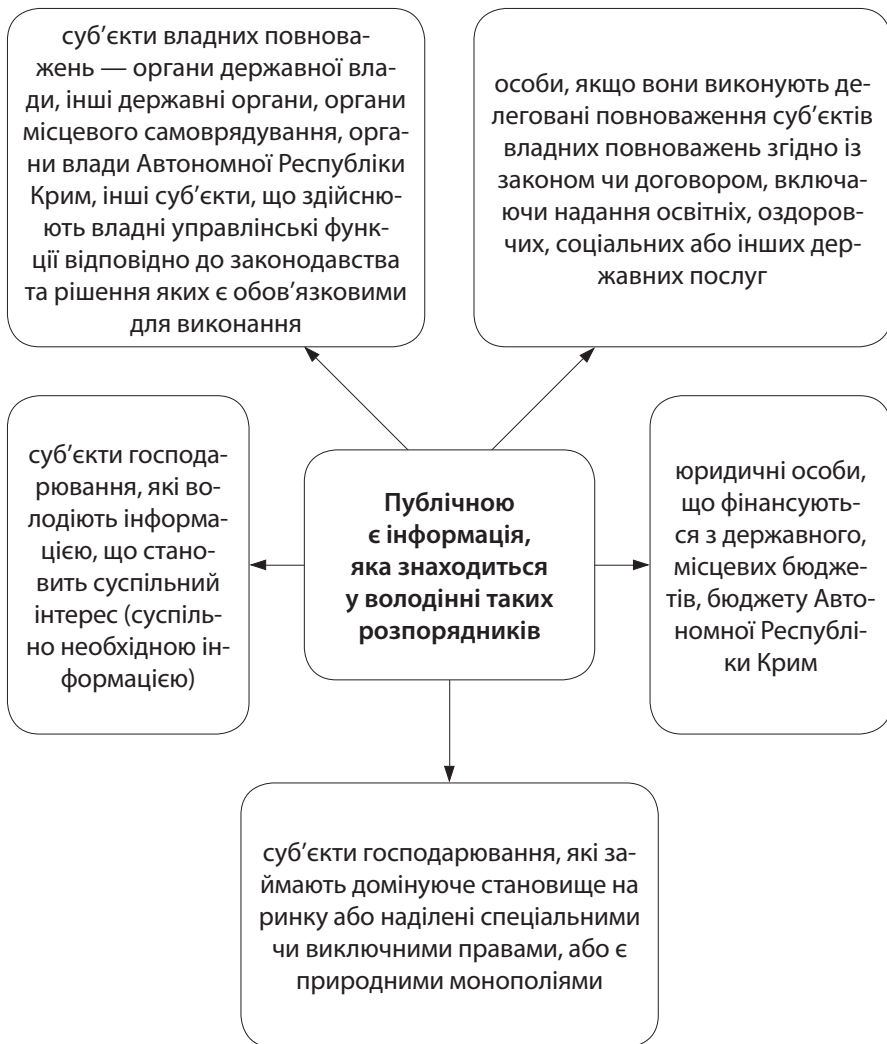 суб’єкти владних повнова-
жень — органи державної вла-
ди, інші державні органи, органи
місцевого самоврядування, орга-
ни влади Автономної Республіки
Крим, інші суб’єкти, що здійсню-
ють владні управлінські функ-
ції відповідно до законодавства
та рішення яких є обов’язковими
для виконання
особи, якщо вони виконують де-
леговані повноваження суб’єктів
владних повноважень згідно із
законом чи договором, включа-
ючи надання освітніх, оздоров-
чих, соціальних або інших дер-
жавних послуг
суб’єкти господа-
рювання, які во-
лодіють інформа-
цією, що стано-
вить суспільний
інтерес (суспіль-
но необхідною ін-
формацією)
Публічною
є інформація,
яка знаходиться
у володінні таких
розпорядників
юридичні особи,
що фінансують-
ся з державного,
місцевих бюдже-
тів, бюджету Авто-
номної Республі-
ки Крим
суб’єкти господарювання, які за-
ймають домінуюче становище на
ринку або наділені спеціальними
чи виключними правами, або є
природними монополіями